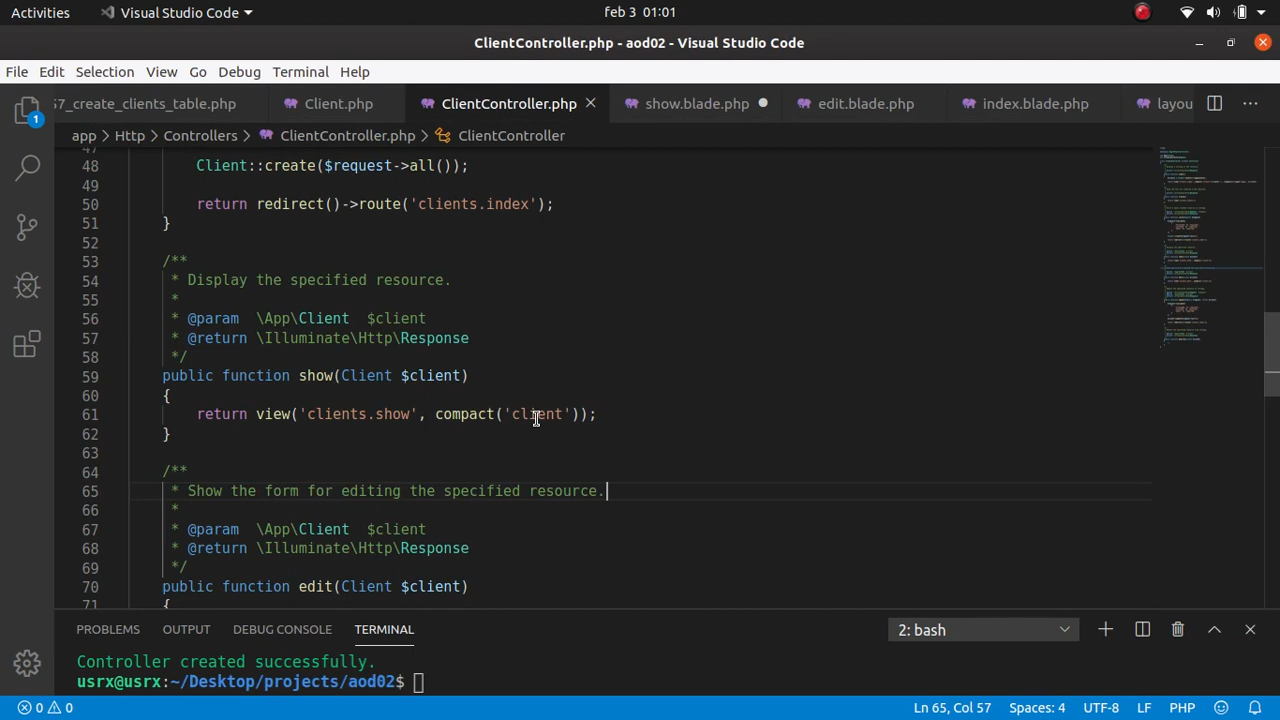 Activities
Visual Studio Code
feb 3 01:01
ClientController.php - aod02 - Visual Studio Code
File Edit Selection View Go Debug Terminal Help
57_create_clients_table.php
Client.php
ClientController.php
show.blade.php
edit.blade.php
index.blade.php
layou
app > Http > Controllers > ClientController.php > ClientController
47
48 Client::create($request->all());
49
50 return redirect()->route('clients.index');
51 }
52
53 /**
54 * Display the specified resource.
55 *
56 * @param  \App\Client  $client
57 * @return \Illuminate\Http\Response
58 */
59 public function show(Client $client)
60 {
61 return view('clients.show', compact('client'));
62 }
63
64 /**
65 * Show the form for editing the specified resource.
66 *
67 * @param  \App\Client  $client
68 * @return \Illuminate\Http\Response
69 */
70 public function edit(Client $client)
71 {
1
PROBLEMS OUTPUT DEBUG CONSOLE TERMINAL
2: bash
Controller created successfully.
usrx@usrx:~/Desktop/projects/aod02$
0 0
Ln 65, Col 57 Spaces: 4 UTF-8 LF PHP